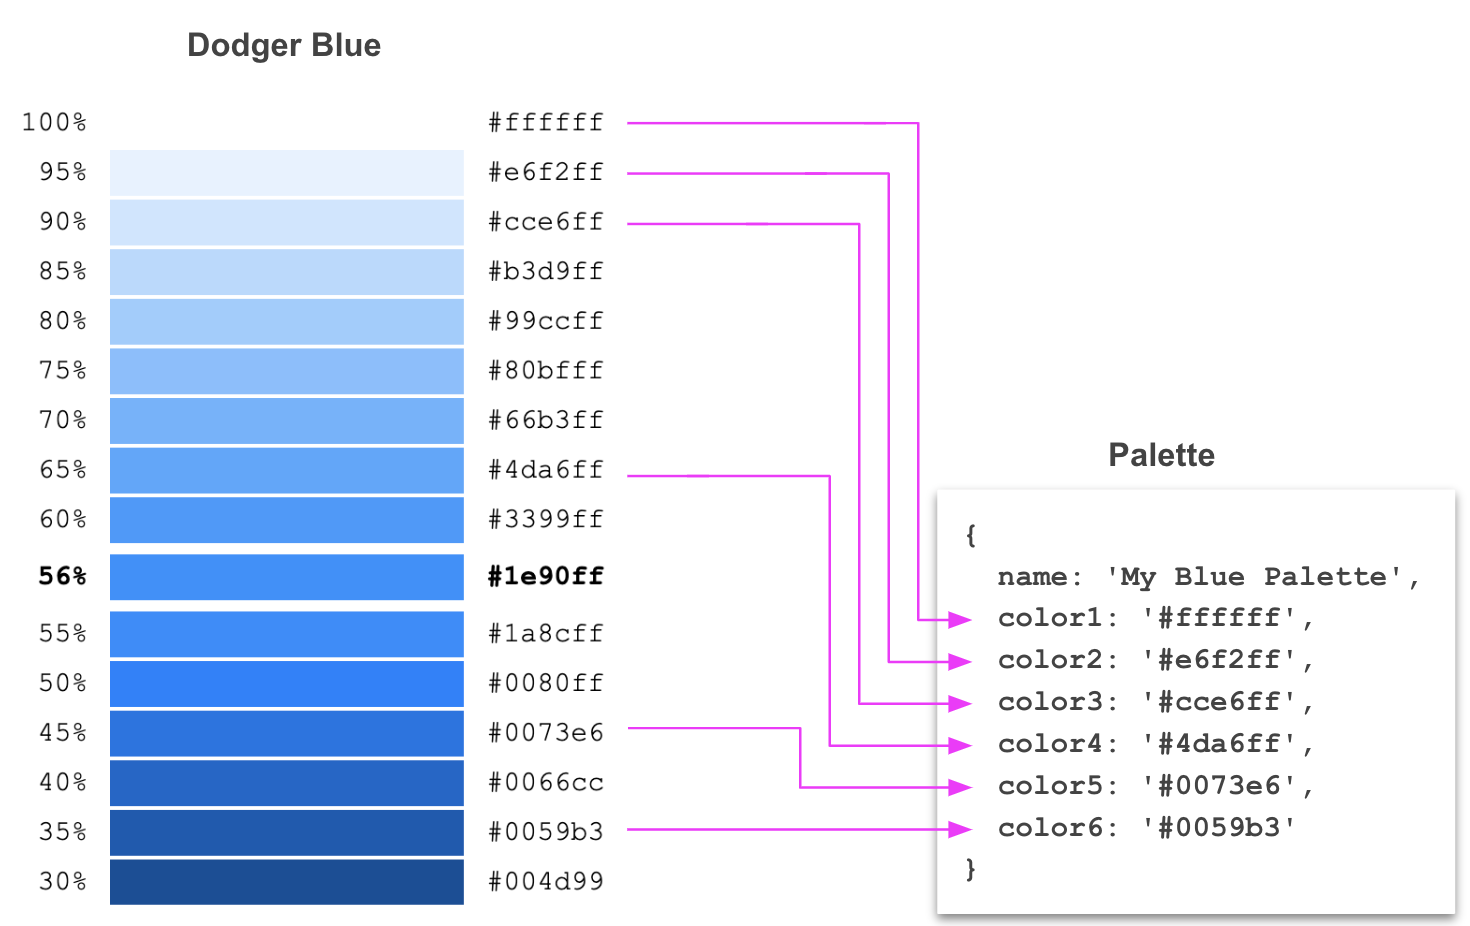 Dodger Blue
100% #ffffff
95% #e6f2ff
90% #cce6ff
85% #b3d9ff
80% #99ccff
75% #80bfff
70% #66b3ff
65% #4da6ff
60% #3399ff
56% #1e90ff
55% #1a8cff
50% #0080ff
45% #0073e6
40% #0066cc
35% #0059b3
30% #004d99
Palette
{
name: 'My Blue Palette',
color1: '#ffffff',
color2: '#e6f2ff',
color3: '#cce6ff',
color4: '#4da6ff',
color5: '#0073e6',
color6: '#0059b3'
}